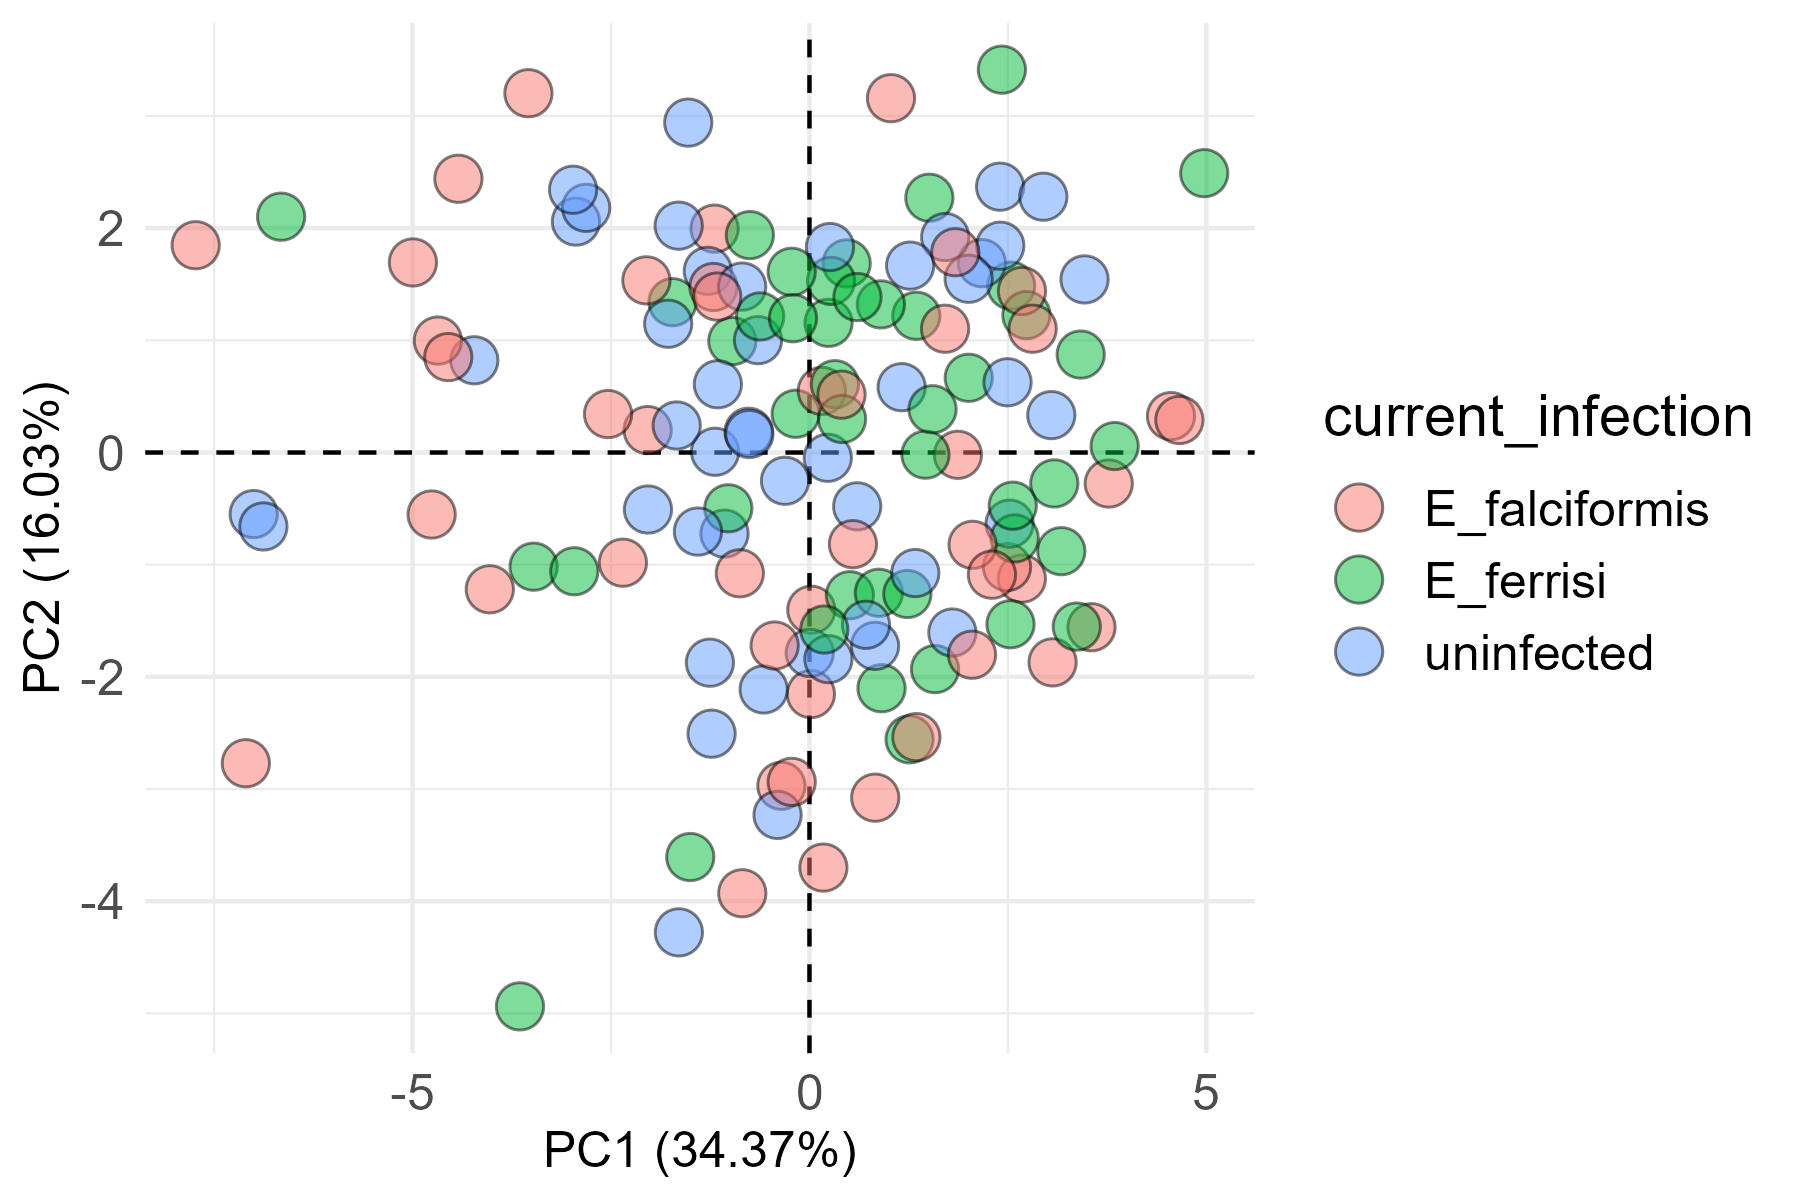 2
0
-2
-4
PC2 (16.03%)
-5
0
5
PC1 (34.37%)
current_infection
E_falciformis
E_ferrisi
uninfected